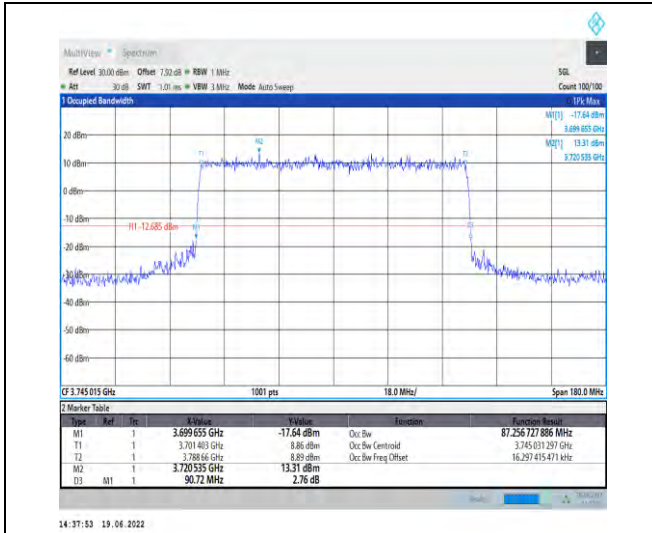 MultiView Spectrum
Ref Level 30.00 dBm Offset 7.92 dB RBW 1 MHz SGL
Att 30 dB SWT 1.01 ms VBW 3 MHz Mode Auto Sweep Count 100/100
1 Occupied Bandwidth 1Pk Max
M1[1] -17.64 dBm
3.699 655 GHz
M2[1] 13.31 dBm
3.720 535 GHz
20 dBm
M2
T1 T2
10 dBm
0 dBm
-10 dBm
H1 -12.685 dBm M1 D3
-30 dBm
-40 dBm
-50 dBm
-60 dBm
CF 3.745 015 GHz 1001 pts 18.0 MHz/ Span 180.0 MHz
2 Marker Table
Type Ref Trc X-Value Y-Value Function Function Result
M1 1 3.699 655 GHz -17.64 dBm Occ Bw 87.256 727 886 MHz
T1 1 3.701 403 GHz 8.86 dBm Occ Bw Centroid 3.745 031 297 GHz
T2 1 3.788 66 GHz 8.89 dBm Occ Bw Freq Offset 16.297 415 471 kHz
M2 1 3.720 535 GHz 13.31 dBm
D3 M1 1 90.72 MHz 2.76 dB
14:37:53 19.06.2022